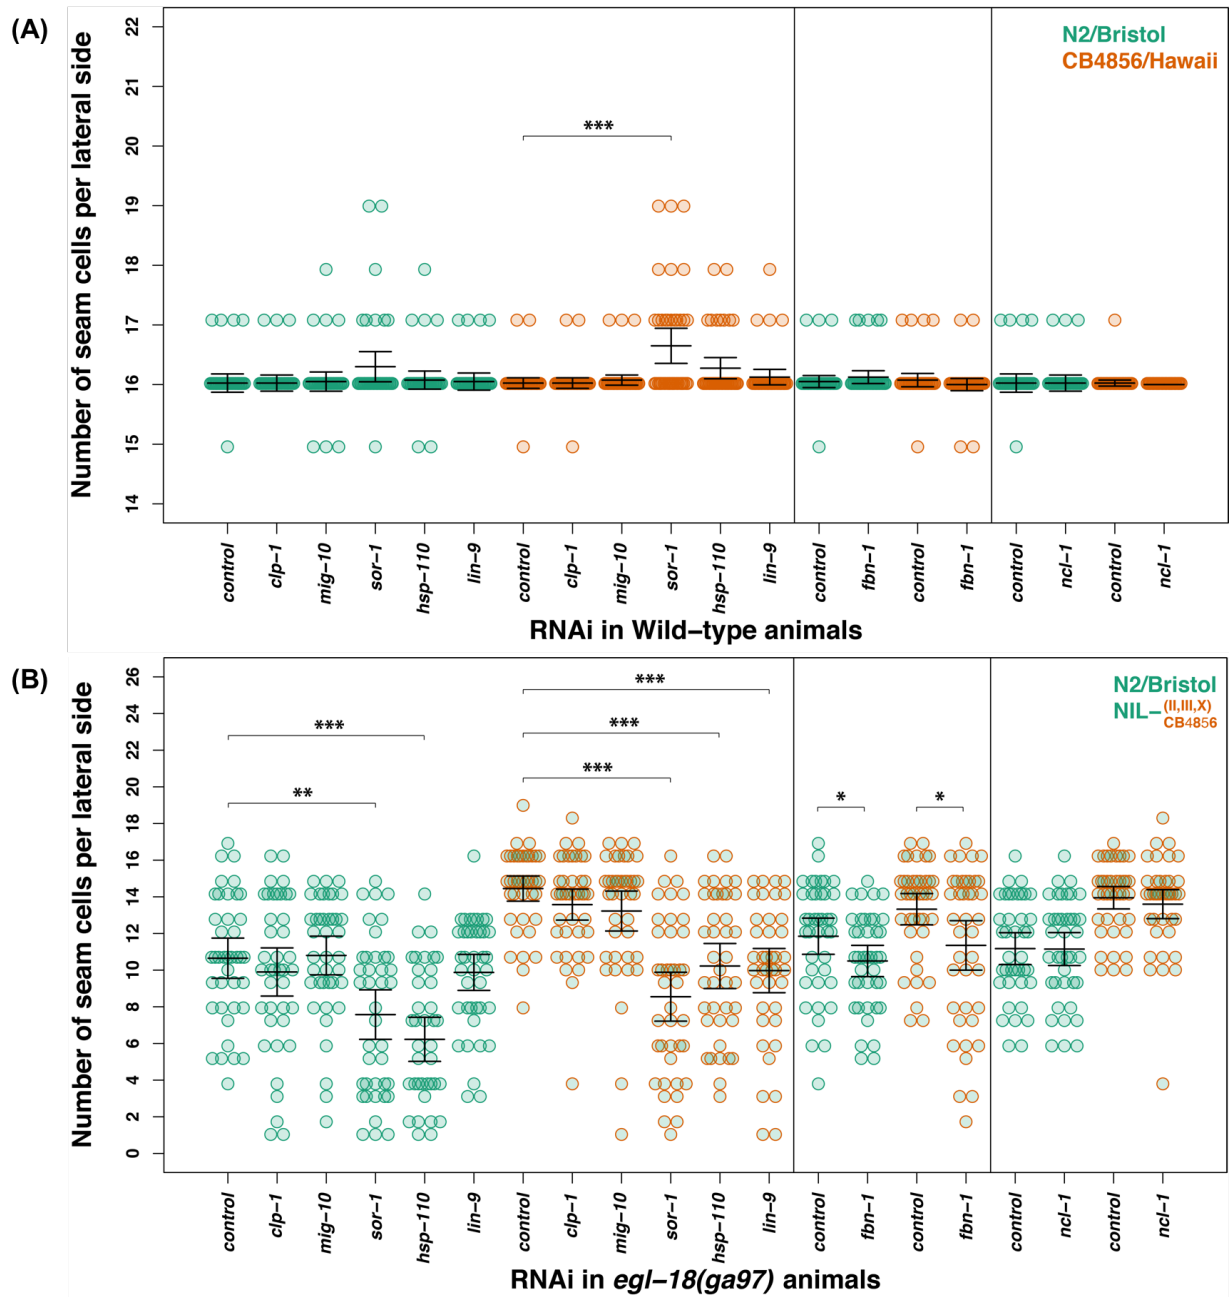 (A)
Number of seam cells per lateral side
22
21
20
19
18
17
16
15
14
N2/Bristol
CB4856/Hawaii
***
control
clp−1
mig−10
sor−1
hsp−110
lin−9
control
clp−1
mig−10
sor−1
hsp−110
lin−9
control
fbn−1
control
fbn−1
control
ncl−1
control
ncl−1
RNAi in Wild−type animals
(B)
Number of seam cells per lateral side
26
24
22
20
18
16
14
12
10
8
6
4
2
0
N2/Bristol
NIL−(II,III,X) CB4856
***
***
***
***
**
*
*
control
clp−1
mig−10
sor−1
hsp−110
lin−9
control
clp−1
mig−10
sor−1
hsp−110
lin−9
control
fbn−1
control
fbn−1
control
ncl−1
control
ncl−1
RNAi in egl−18(ga97) animals